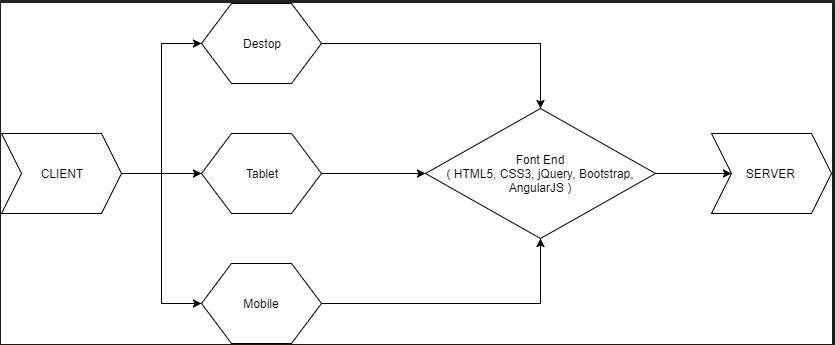 Destop
CLIENT
Tablet
Font End
( HTML5, CSS3, jQuery, Bootstrap,
AngularJS )
SERVER
Mobile